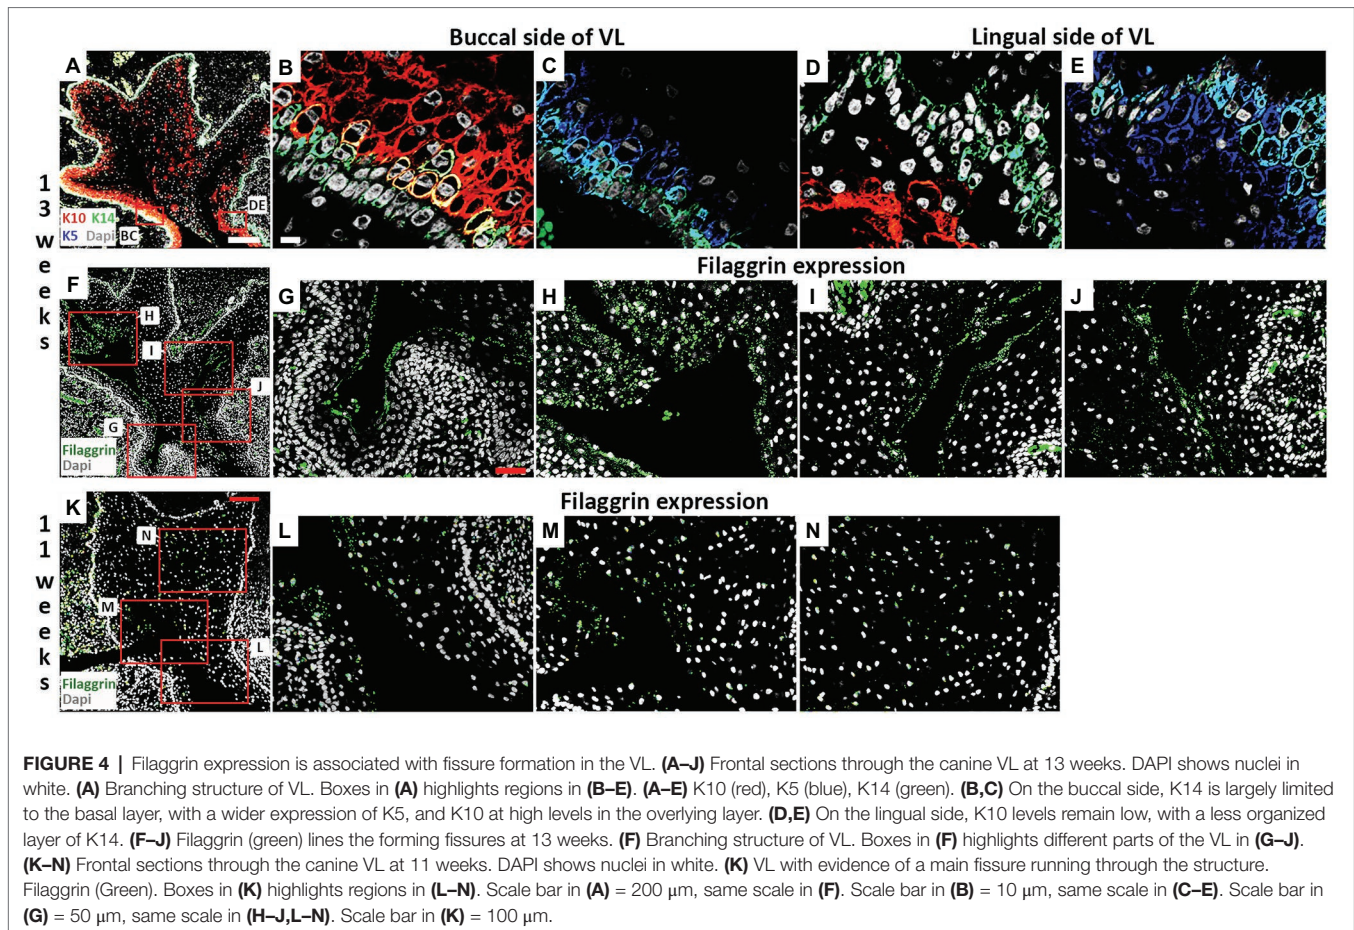 Buccal side of VL
Lingual side of VL
A
B
C
D
E
13 weeks
K10 K14
K5 Dapi
BC
DE
Filaggrin expression
F
G
H
I
J
H
I
J
G
Filaggrin
Dapi
Filaggrin expression
K
L
M
N
11 weeks
N
M
L
Filaggrin
Dapi
FIGURE 4 | Filaggrin expression is associated with fissure formation in the VL. (A–J) Frontal sections through the canine VL at 13 weeks. DAPI shows nuclei in
white. (A) Branching structure of VL. Boxes in (A) highlights regions in (B–E). (A–E) K10 (red), K5 (blue), K14 (green). (B,C) On the buccal side, K14 is largely limited
to the basal layer, with a wider expression of K5, and K10 at high levels in the overlying layer. (D,E) On the lingual side, K10 levels remain low, with a less organized
layer of K14. (F–J) Filaggrin (green) lines the forming fissures at 13 weeks. (F) Branching structure of VL. Boxes in (F) highlights different parts of the VL in (G–J).
(K–N) Frontal sections through the canine VL at 11 weeks. DAPI shows nuclei in white. (K) VL with evidence of a main fissure running through the structure.
Filaggrin (Green). Boxes in (K) highlights regions in (L–N). Scale bar in (A) = 200 μm, same scale in (F). Scale bar in (B) = 10 μm, same scale in (C–E). Scale bar in
(G) = 50 μm, same scale in (H–J,L–N). Scale bar in (K) = 100 μm.